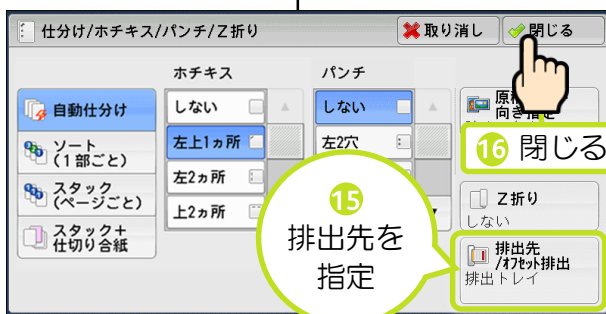 仕分け/ホチキス/パンチ/Z折り
取り消し
閉じる
ホチキス
パンチ
自動仕分け
ソート
(1部ごと)
スタック
(ページごと)
スタック+
仕切り合紙
しない
左上1ヵ所
左2ヵ所
上2ヵ所
しない
左2穴
向き指定
⑯ 閉じる
Z折り
しない
排出先
/オフセット排出
排出トレイ
⑮
排出先を
指定